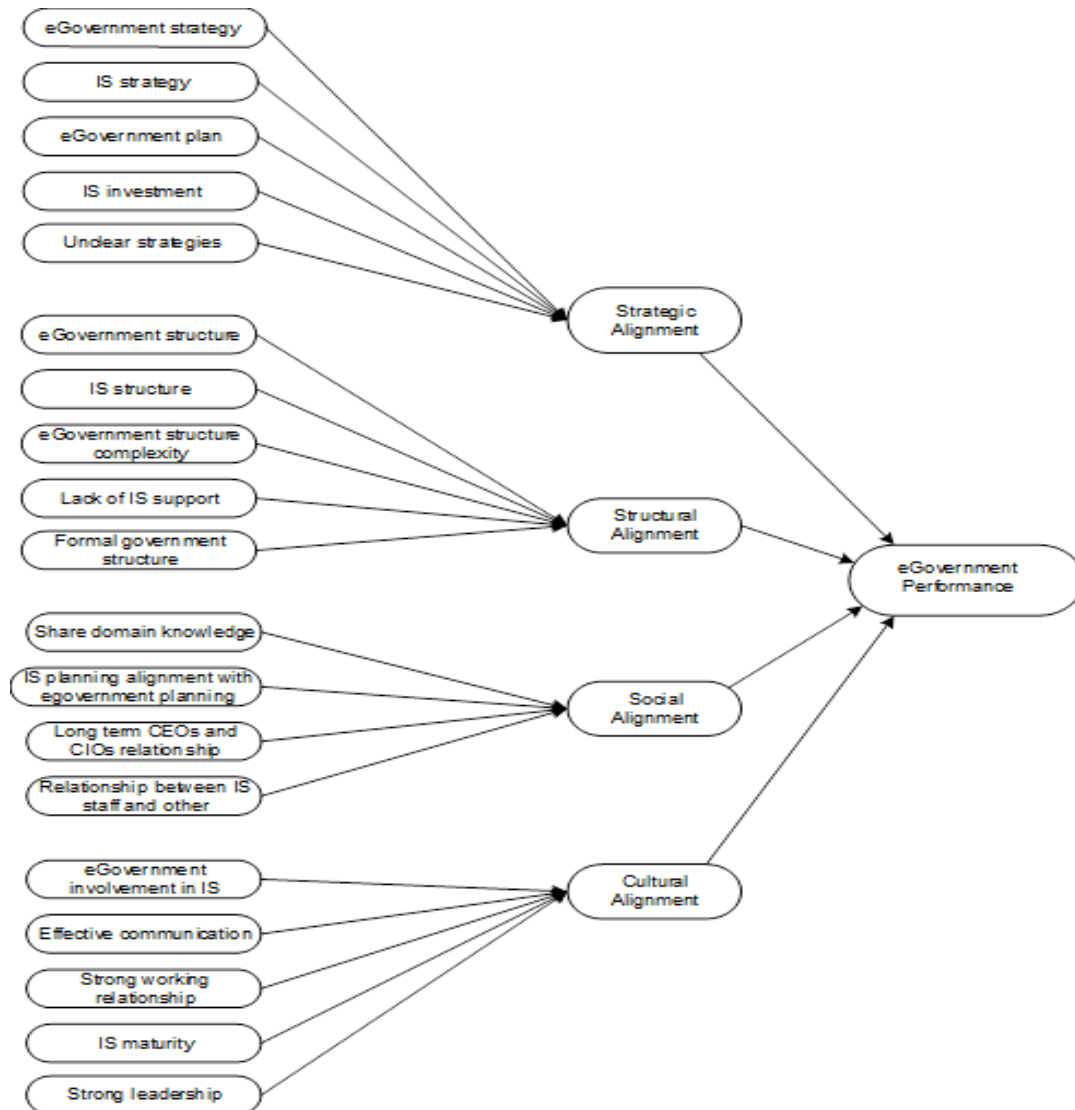 eGovernment strategy
IS strategy
eGovernment plan
IS investment
Unclear strategies
eGovernment structure
IS structure
eGovernment structure
complexity
Lack of IS support
Formal government
structure
Share domain knowledge
IS planning alignment with
egovernment planning
Long term CEOs and
CIOs relationship
Relationship between IS
staff and other
eGovernment
involvement in IS
Effective communication
Strong working
relationship
IS maturity
Strong leadership
Strategic
Alignment
Structural
Alignment
Social
Alignment
Cultural
Alignment
eGovernment
Performance